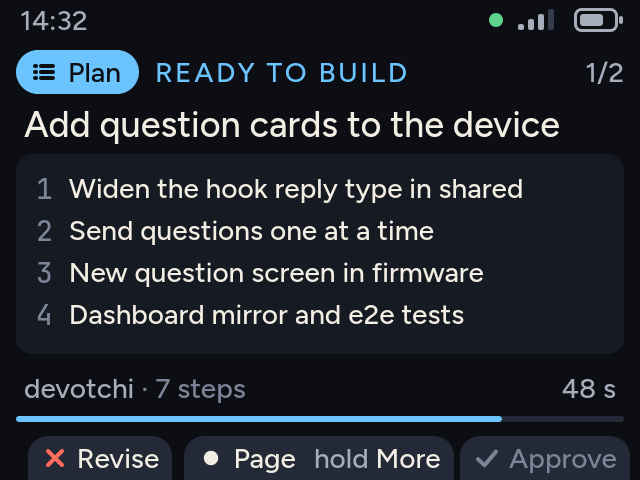 14:32
Plan READY TO BUILD 1/2
Add question cards to the device
1 Widen the hook reply type in shared
2 Send questions one at a time
3 New question screen in firmware
4 Dashboard mirror and e2e tests
devotchi · 7 steps 48 s
Revise Page hold More Approve